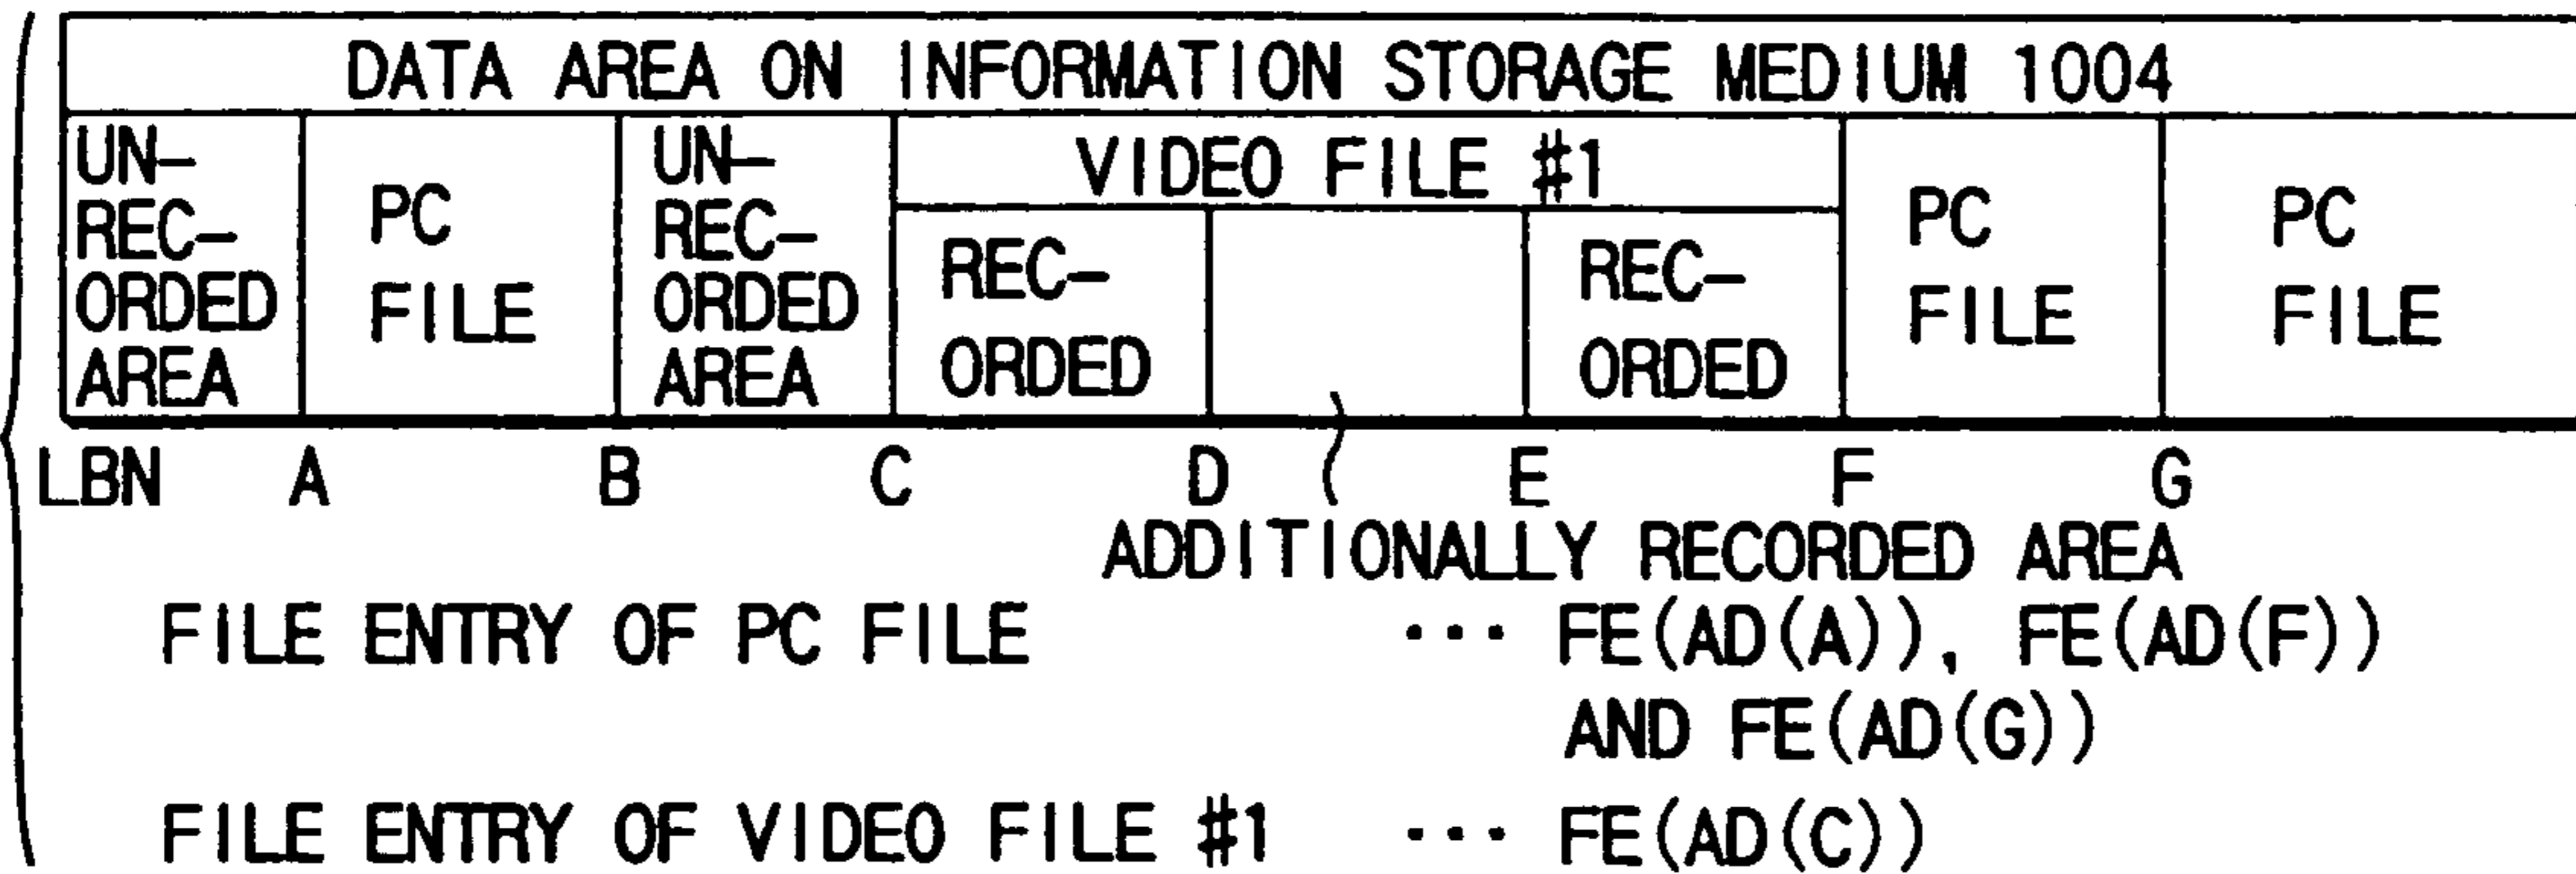 DATA AREA ON INFORMATION STORAGE MEDIUM 1004
UN-
REC-
ORDED
AREA
PC
FILE
UN-
REC-
ORDED
AREA
VIDEO FILE #1
REC-
ORDED
REC-
ORDED
PC
FILE
PC
FILE
LBN A B C D E F G
ADDITIONALLY RECORDED AREA
FILE ENTRY OF PC FILE ··· FE(AD(A)), FE(AD(F))
AND FE(AD(G))
FILE ENTRY OF VIDEO FILE #1 ··· FE(AD(C))